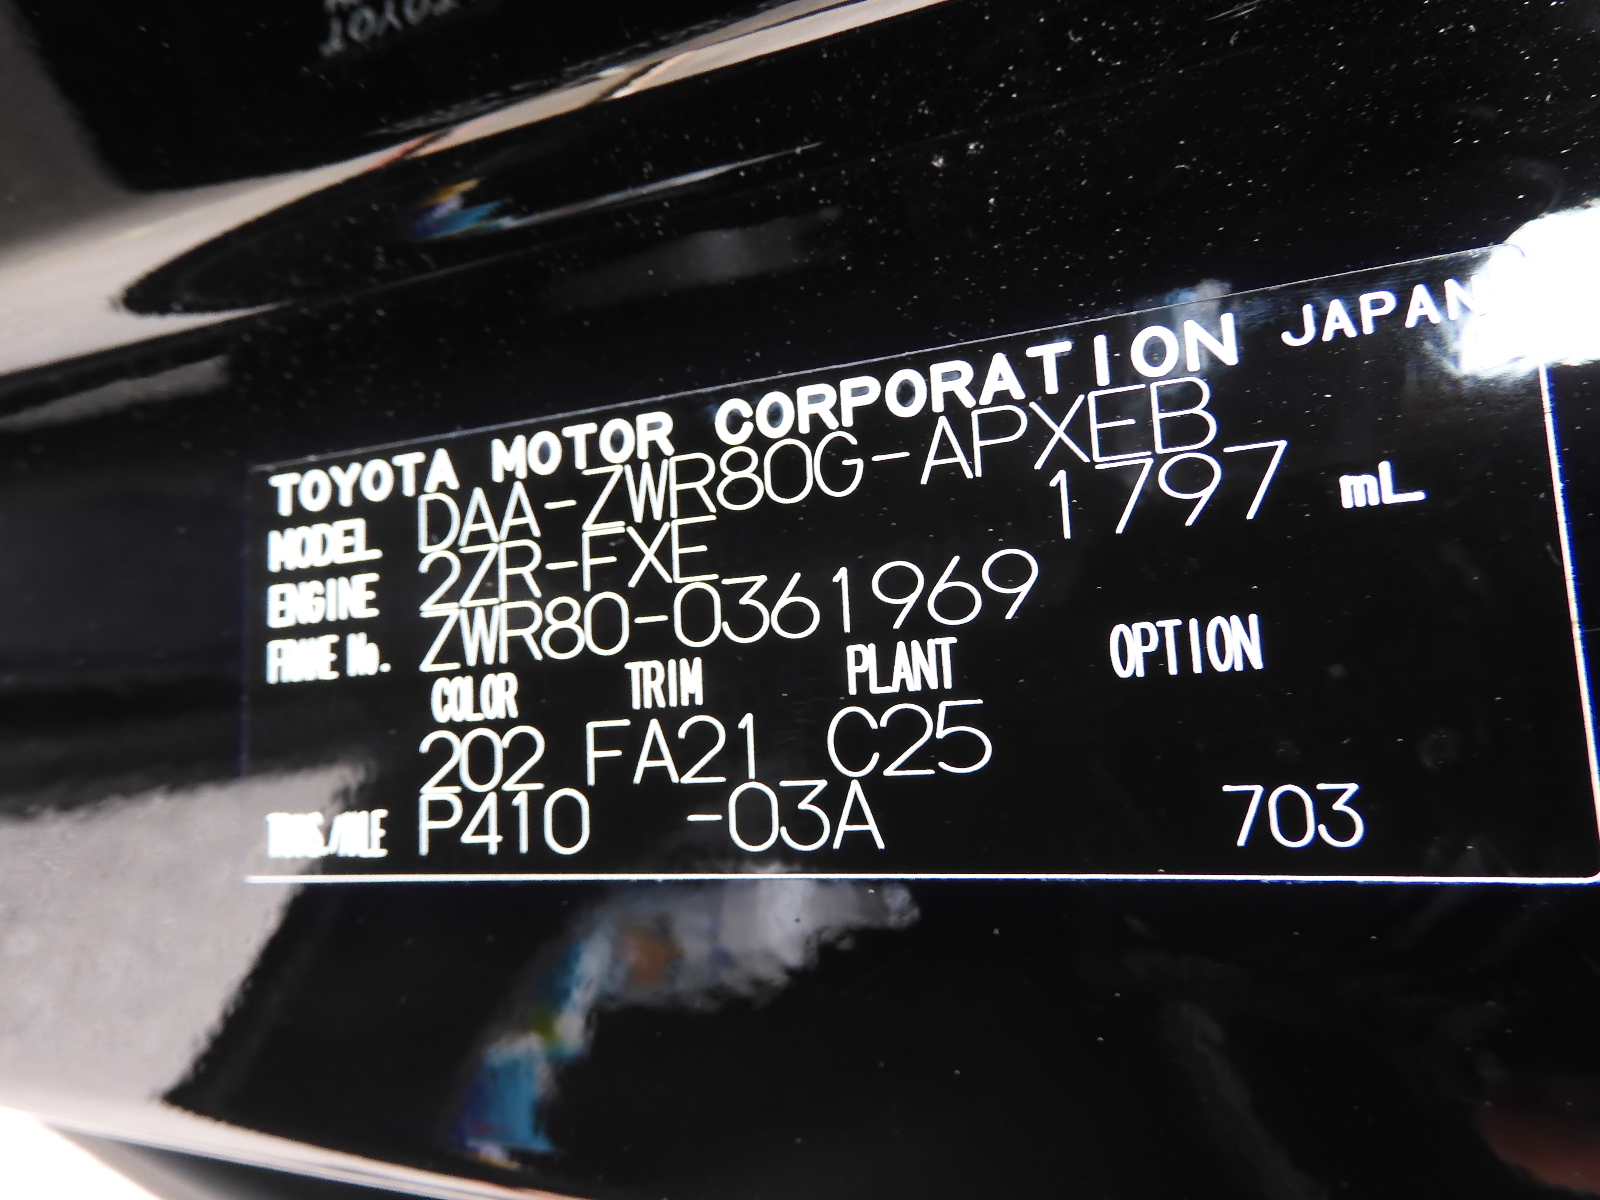 TOYOT
TOYOTA MOTOR CORPORATION JAPAN
MODEL DAA-ZWR80G-APXEB
ENGINE 2ZR-FXE 1797 mL
FRAME No. ZWR80-0361969
COLOR TRIM PLANT OPTION
202 FA21 C25
TRANS./AXLE P410 -03A 703